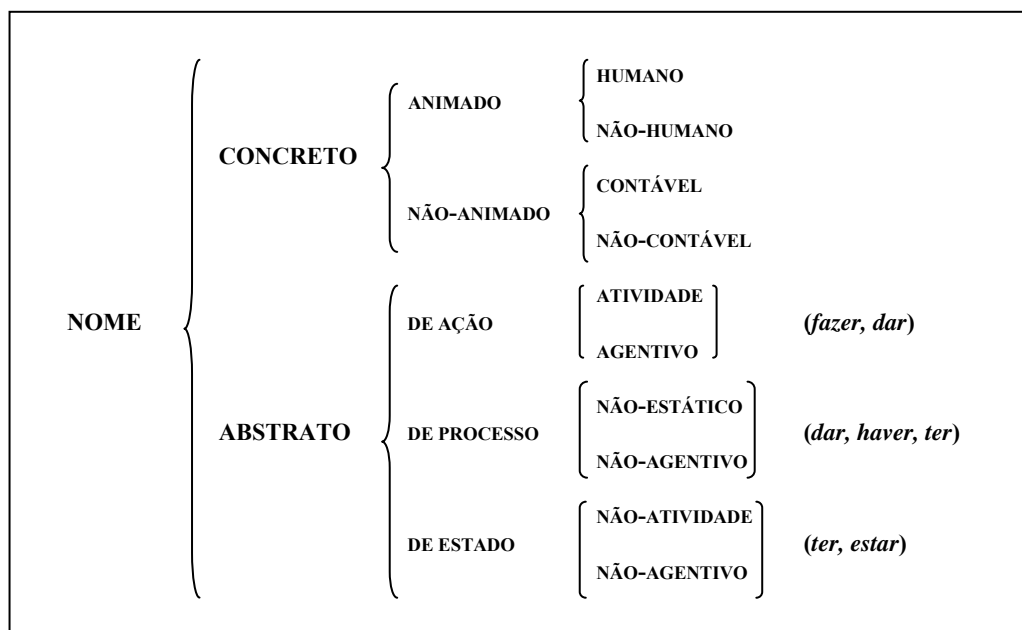 HUMANO
ANIMADO
NÃO-HUMANO
CONCRETO
CONTÁVEL
NÃO-ANIMADO
NÃO-CONTÁVEL
NOME
ATIVIDADE
DE AÇÃO (fazer, dar)
AGENTIVO
NÃO-ESTÁTICO
ABSTRATO DE PROCESSO (dar, haver, ter)
NÃO-AGENTIVO
NÃO-ATIVIDADE
DE ESTADO (ter, estar)
NÃO-AGENTIVO